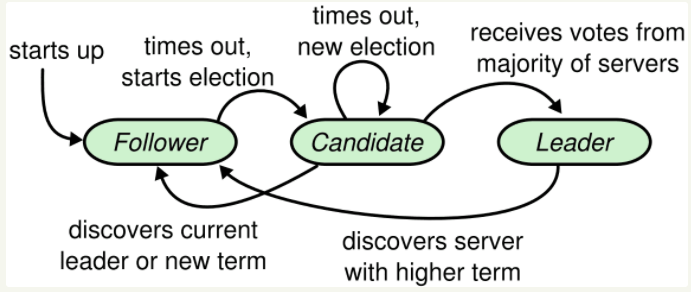 starts up
times out,
starts election
times out,
new election
receives votes from
majority of servers
Follower
Candidate
Leader
discovers current
leader or new term
discovers server
with higher term